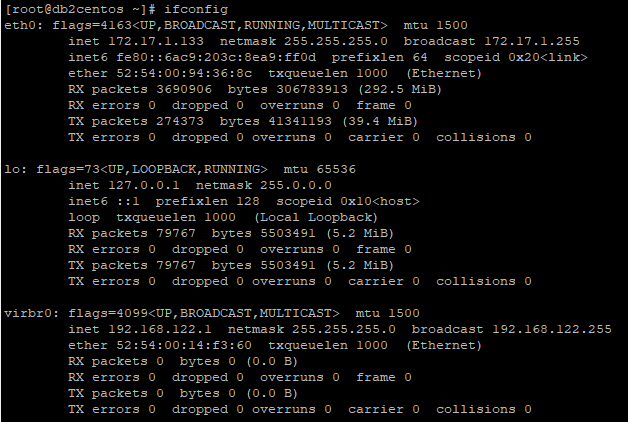 [root@db2centos ~]# ifconfig
eth0: flags=4163<UP,BROADCAST,RUNNING,MULTICAST>  mtu 1500
        inet 172.17.1.133  netmask 255.255.255.0  broadcast 172.17.1.255
        inet6 fe80::6ac9:203c:8ea9:ff0d  prefixlen 64  scopeid 0x20<link>
        ether 52:54:00:94:36:8c  txqueuelen 1000  (Ethernet)
        RX packets 3690906  bytes 306783913 (292.5 MiB)
        RX errors 0  dropped 0  overruns 0  frame 0
        TX packets 274373  bytes 41341193 (39.4 MiB)
        TX errors 0  dropped 0 overruns 0  carrier 0  collisions 0
lo: flags=73<UP,LOOPBACK,RUNNING>  mtu 65536
        inet 127.0.0.1  netmask 255.0.0.0
        inet6 ::1  prefixlen 128  scopeid 0x10<host>
        loop  txqueuelen 1000  (Local Loopback)
        RX packets 79767  bytes 5503491 (5.2 MiB)
        RX errors 0  dropped 0  overruns 0  frame 0
        TX packets 79767  bytes 5503491 (5.2 MiB)
        TX errors 0  dropped 0 overruns 0  carrier 0  collisions 0
virbr0: flags=4099<UP,BROADCAST,MULTICAST>  mtu 1500
        inet 192.168.122.1  netmask 255.255.255.0  broadcast 192.168.122.255
        ether 52:54:00:14:f3:60  txqueuelen 1000  (Ethernet)
        RX packets 0  bytes 0 (0.0 B)
        RX errors 0  dropped 0  overruns 0  frame 0
        TX packets 0  bytes 0 (0.0 B)
        TX errors 0  dropped 0 overruns 0  carrier 0  collisions 0